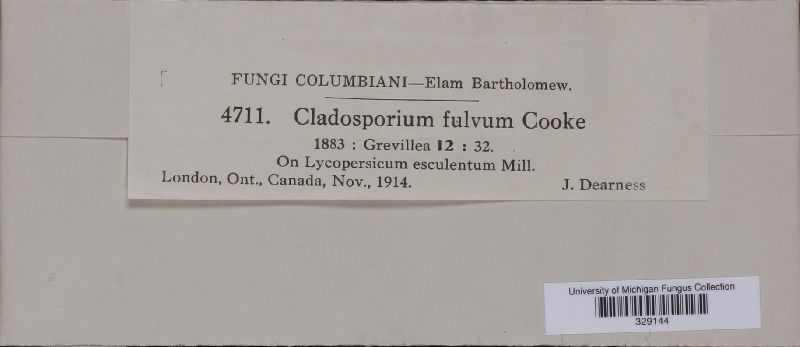 FUNGI COLUMBIANI—Elam Bartholomew.
4711. Cladosporium fulvum Cooke
1883 : Grevillea 12 : 32.
On Lycopersicum esculentum Mill.
London, Ont., Canada, Nov., 1914. J. Dearness
University of Michigan Fungus Collection
329144